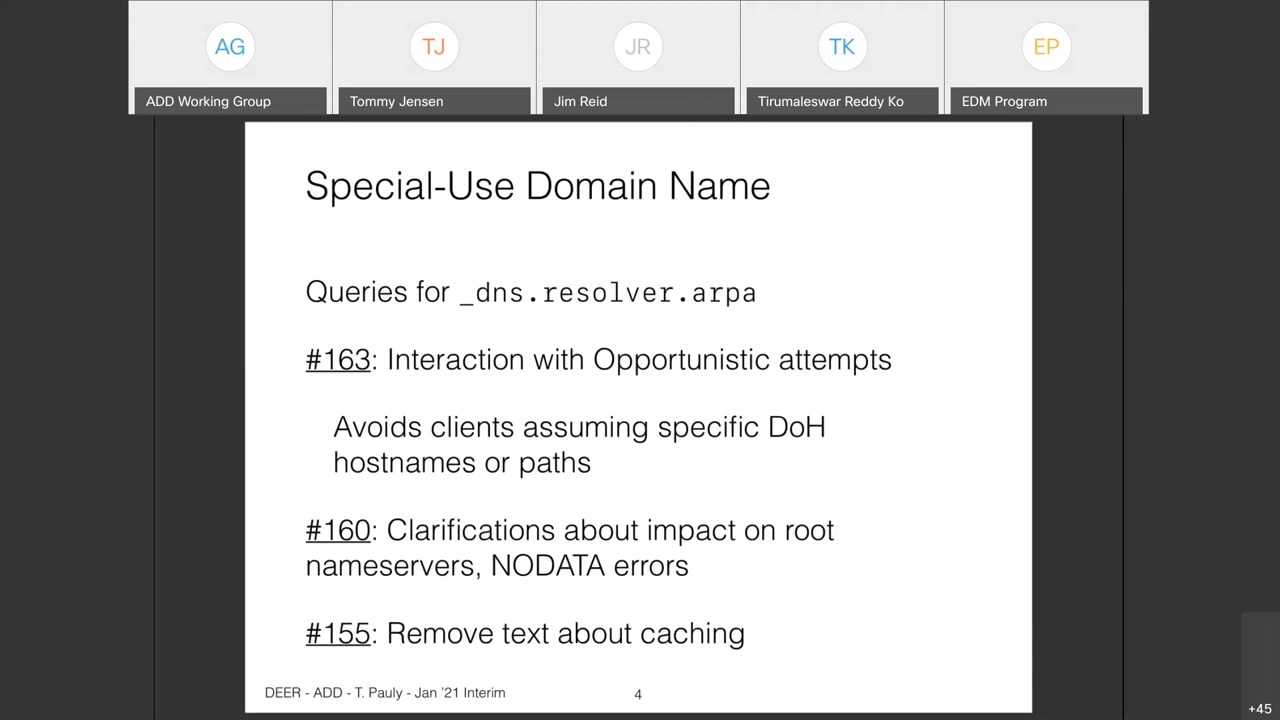 AG
TJ
JR
TK
EP
ADD Working Group
Tommy Jensen
Jim Reid
Tirumaleswar Reddy Ko
EDM Program
Special-Use Domain Name
Queries for _dns.resolver.arpa
#163: Interaction with Opportunistic attempts
Avoids clients assuming specific DoH
hostnames or paths
#160: Clarifications about impact on root
nameservers, NODATA errors
#155: Remove text about caching
DEER - ADD - T. Pauly - Jan '21 Interim
4
+45